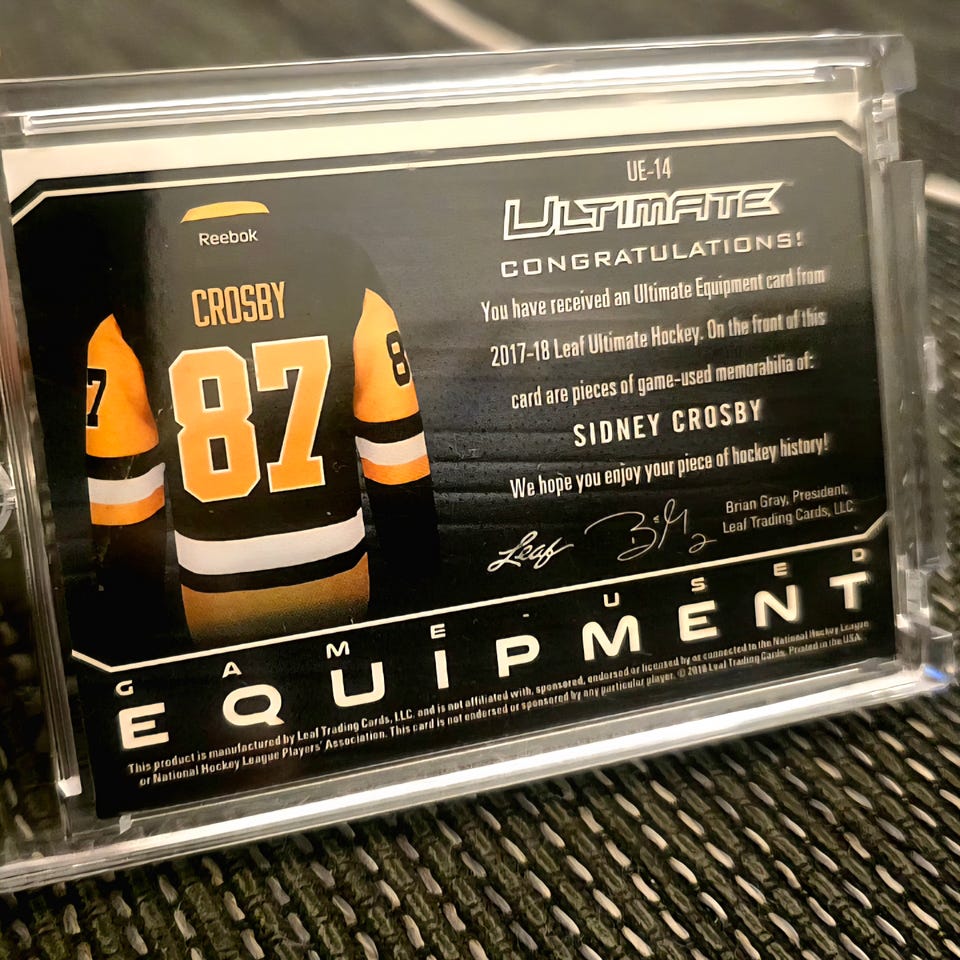 UE-14
ULTIMATE
CONGRATULATIONS!
You have received an Ultimate Equipment card from
2017-18 Leaf Ultimate Hockey. On the front of this
card are pieces of game-used memorabilia of:
SIDNEY CROSBY
We hope you enjoy your piece of hockey history!
Leaf
Brian Gray, President,
Leaf Trading Cards, LLC
Reebok
CROSBY
87
7
8
GAME-USED
EQUIPMENT
This product is manufactured by Leaf Trading Cards, LLC. and is not affiliated with, sponsored, endorsed or licensed by or connected to the National Hockey League
or National Hockey League Players' Association. This card is not endorsed or sponsored by any particular player. © 2018 Leaf Trading Cards. Printed in the USA.